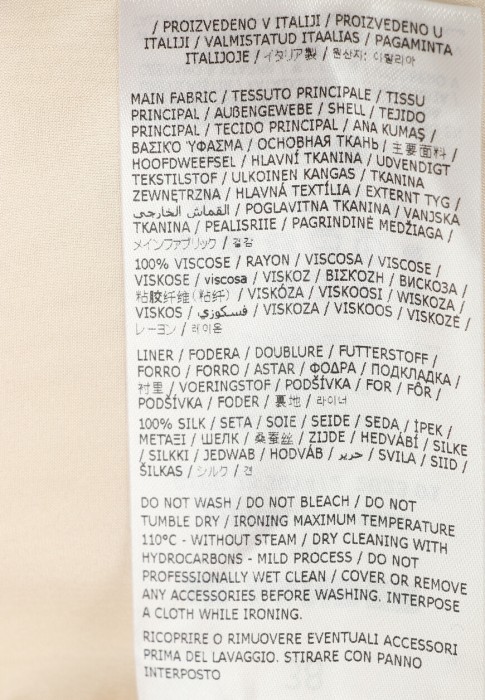 / PROIZVEDENO V ITALIJI / PROIZVEDENO U
ITALIJI / VALMISTATUD ITAALIAS / PAGAMINTA
ITALIJOJE / イタリア製 / 원산지: 이탈리아
MAIN FABRIC / TESSUTO PRINCIPALE / TISSU
PRINCIPAL / AUßENGEWEBE / SHELL / TEJIDO
PRINCIPAL / TECIDO PRINCIPAL / ANA KUMAŞ /
ΒΑΣΙΚΟ ΎΦΑΣΜΑ / ОСНОВНАЯ ТКАНЬ / 主要面料 /
HOOFDWEEFSEL / HLAVNÍ TKANINA / UDVENDIGT
TEKSTILSTOF / ULKOINEN KANGAS / TKANINA
ZEWNĘTRZNA / HLAVNÁ TEXTÍLIA / EXTERNT TYG /
القماش الخارجي / POGLAVITNA TKANINA / VANJSKA
TKANINA / PEALISRIIE / PAGRINDINĖ MEDŽIAGA /
メインファブリック / 겉감
100% VISCOSE / RAYON / VISCOSA / VISCOSE /
VISKOSE / viscosa / VISKOZ / ΒΙΣΚΟΖΗ / ВИСКОЗА /
粘胶纤维(粘纤) / VISKÓZA / VISKOOSI / WISKOZA /
VISKOS / فسكوزي / VISKOZA / VISKOOS / VISKOZĖ /
レーヨン / 레이온
LINER / FODERA / DOUBLURE / FUTTERSTOFF /
FORRO / FORRO / ASTAR / ΦΟΔΡΑ / ПОДКЛАДКА /
衬里 / VOERINGSTOF / PODŠÍVKA / FOR / FÔR /
PODŠÍVKA / FODER / 裏地 / 라이너
100% SILK / SETA / SOIE / SEIDE / SEDA / İPEK /
ΜΕΤΑΞΙ / ШЕЛК / 桑蚕丝 / ZIJDE / HEDVÁBÍ / SILKE
/ SILKKI / JEDWAB / HODVÁB / حرير / SVILA / SIID /
ŠILKAS / シルク / 견
DO NOT WASH / DO NOT BLEACH / DO NOT
TUMBLE DRY / IRONING MAXIMUM TEMPERATURE
110°C - WITHOUT STEAM / DRY CLEANING WITH
HYDROCARBONS - MILD PROCESS / DO NOT
PROFESSIONALLY WET CLEAN / COVER OR REMOVE
ANY ACCESSORIES BEFORE WASHING. INTERPOSE
A CLOTH WHILE IRONING.
RICOPRIRE O RIMUOVERE EVENTUALI ACCESSORI
PRIMA DEL LAVAGGIO. STIRARE CON PANNO
INTERPOSTO